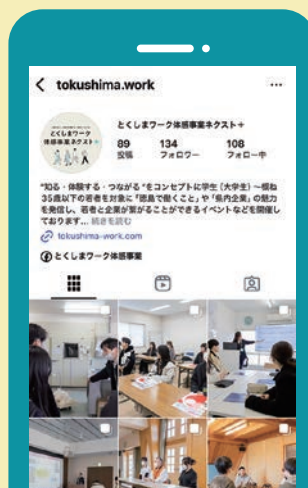 tokushima.work
とくしまワーク
体感事業ネクスト+
とくしまワーク体感事業ネクスト+
89 134 108
投稿 フォロワー フォロー中
"知る・体験する・つながる"をコンセプトに学生(大学生)〜概ね
35歳以下の若者を対象に「徳島で働くこと」や「県内企業」の魅力
を発信し、若者と企業が繋がることができるイベントなどを開催し
ております... 続きを読む
tokushima-work.com
とくしまワーク体感事業